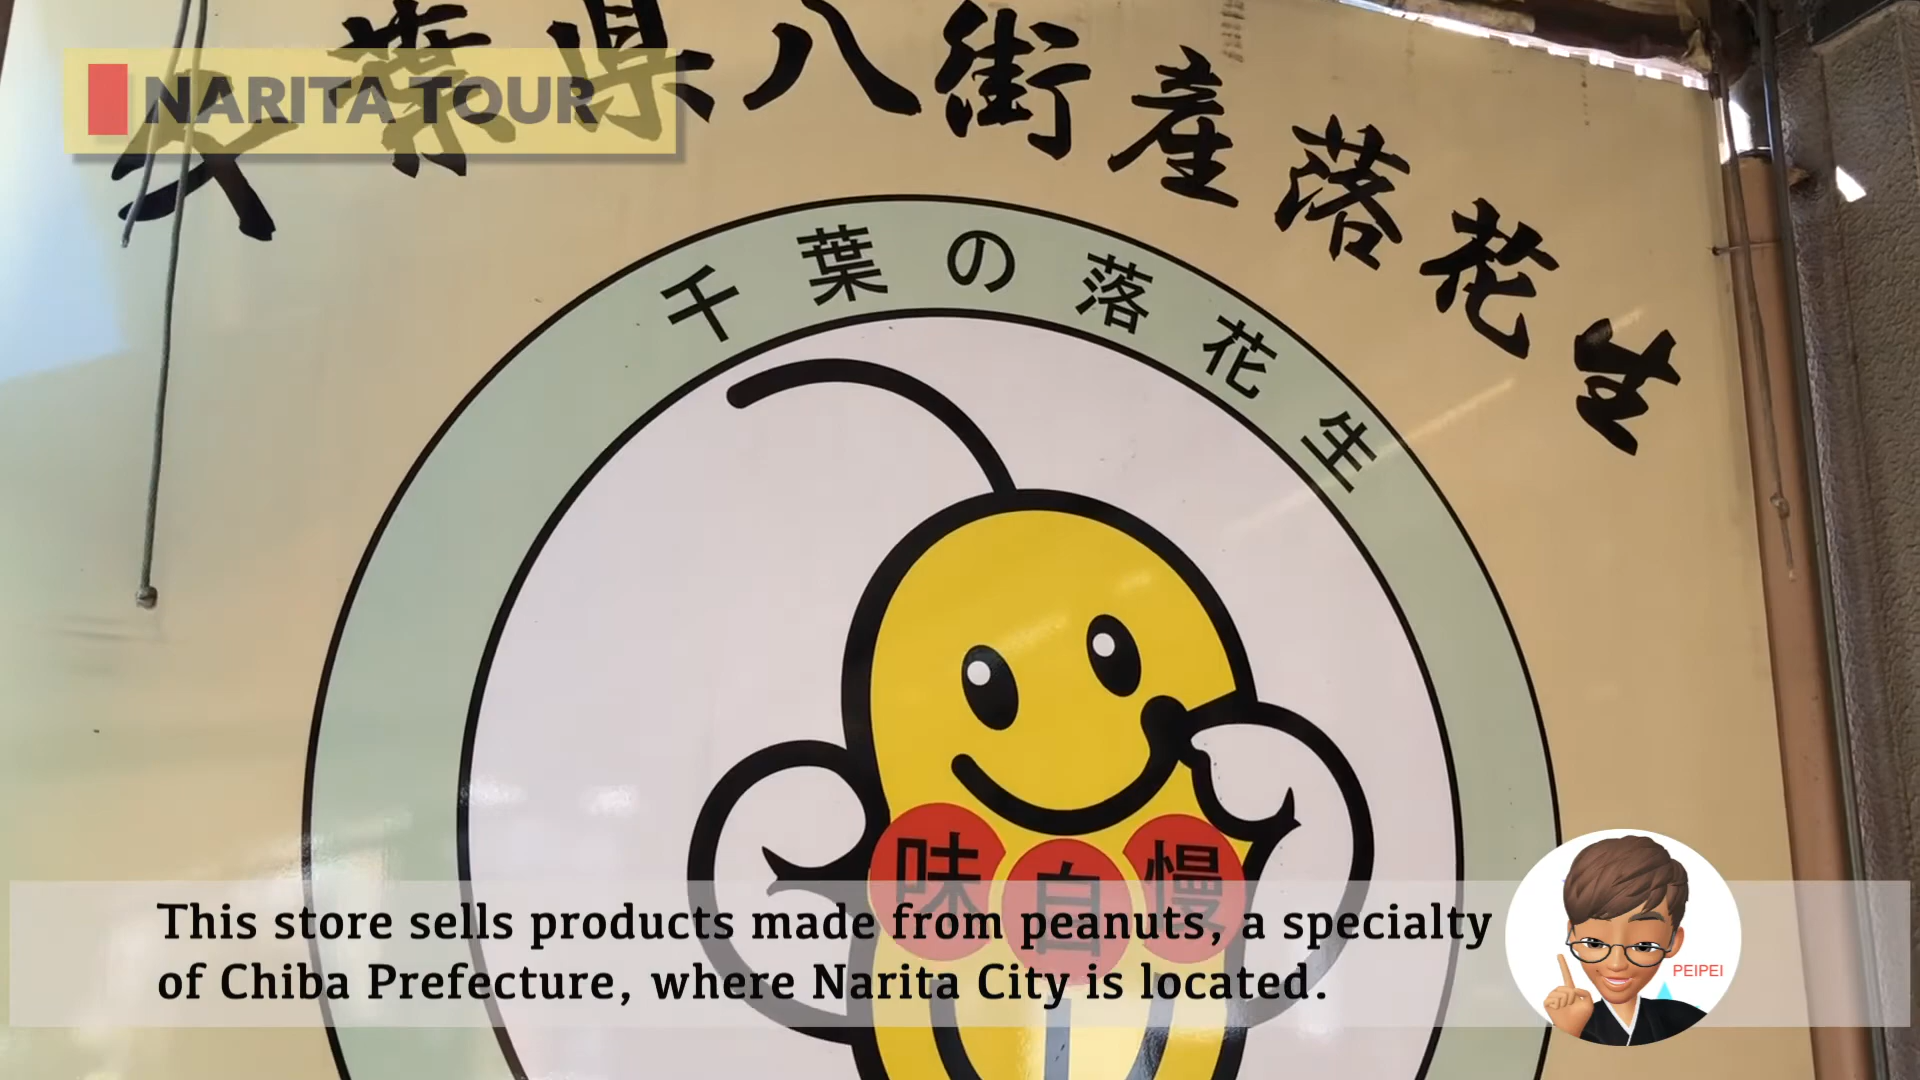 NARITA TOUR
千葉県八街産落花生
千葉の落花生
味自慢
This store sells products made from peanuts, a specialty
of Chiba Prefecture, where Narita City is located.
PEIPEI